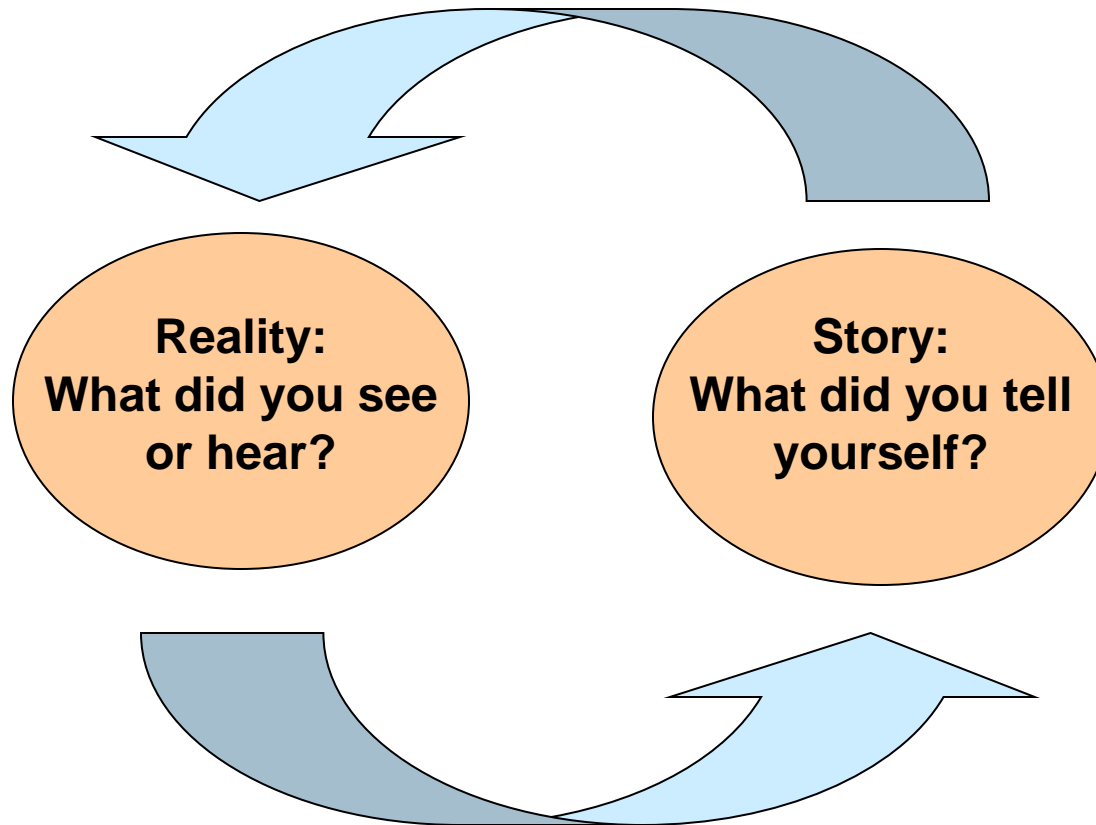 Reality:
What did you see
or hear?
Story:
What did you tell
yourself?